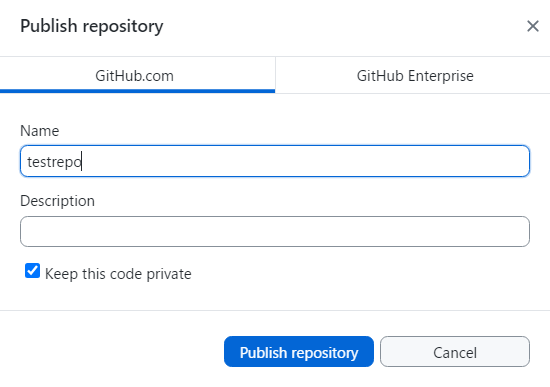 Publish repository
GitHub.com
GitHub Enterprise
Name
testrepo
Description
Keep this code private
Publish repository
Cancel